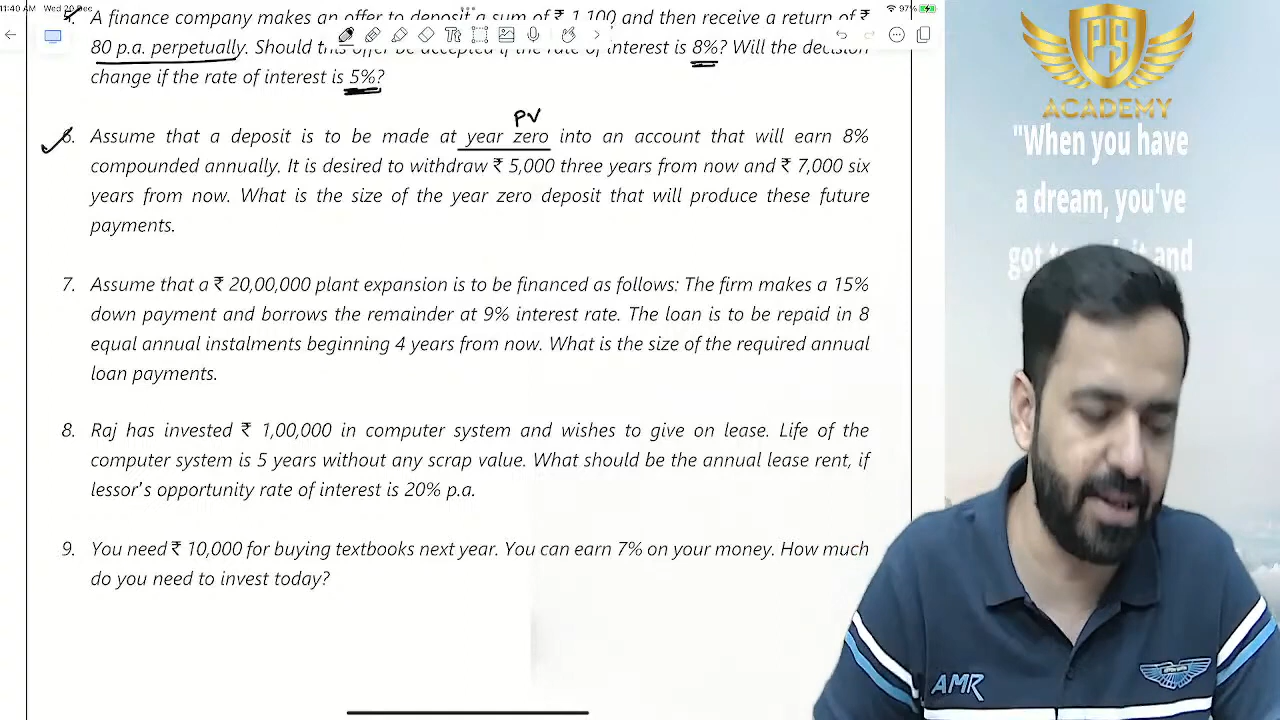 11:40 AM Wed 20 Dec
97%
A finance company makes an offer to deposit a sum of ₹ 1,100 and then receive a return of ₹
80 p.a. perpetually. Should this offer be accepted if the rate of interest is 8%? Will the decision
change if the rate of interest is 5%?
PV
6. Assume that a deposit is to be made at year zero into an account that will earn 8%
compounded annually. It is desired to withdraw ₹ 5,000 three years from now and ₹ 7,000 six
years from now. What is the size of the year zero deposit that will produce these future
payments.
7. Assume that a ₹ 20,00,000 plant expansion is to be financed as follows: The firm makes a 15%
down payment and borrows the remainder at 9% interest rate. The loan is to be repaid in 8
equal annual instalments beginning 4 years from now. What is the size of the required annual
loan payments.
8. Raj has invested ₹ 1,00,000 in computer system and wishes to give on lease. Life of the
computer system is 5 years without any scrap value. What should be the annual lease rent, if
lessor's opportunity rate of interest is 20% p.a.
9. You need ₹ 10,000 for buying textbooks next year. You can earn 7% on your money. How much
do you need to invest today?
PS
ACADEMY
"When you have
a dream, you've
got to and
AMR